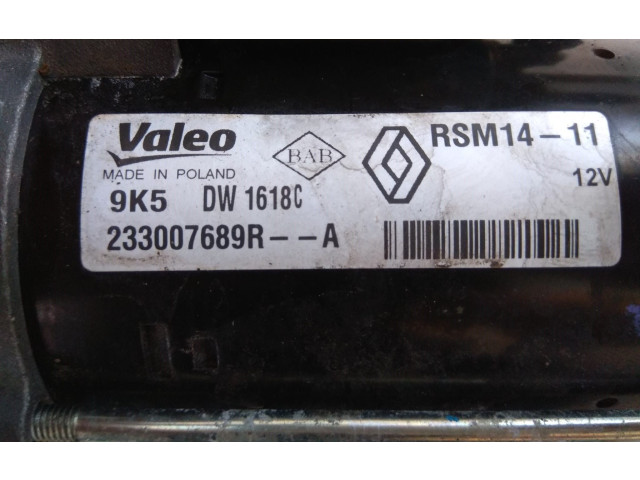 Valeo BAB RSM14-11
MADE IN POLAND 12V
9K5 DW 1618C
233007689R--A